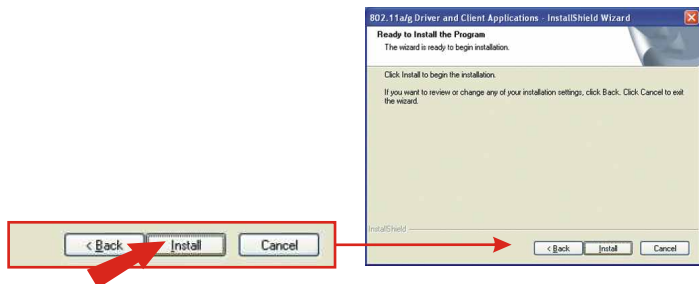 802.11a/g Driver and Client Applications - InstallShield Wizard
Ready to Install the Program
The wizard is ready to begin installation.
Click Install to begin the installation.
If you want to review or change any of your installation settings, click Back. Click Cancel to exit
the wizard.
InstallShield
< Back Install Cancel
< Back Install Cancel